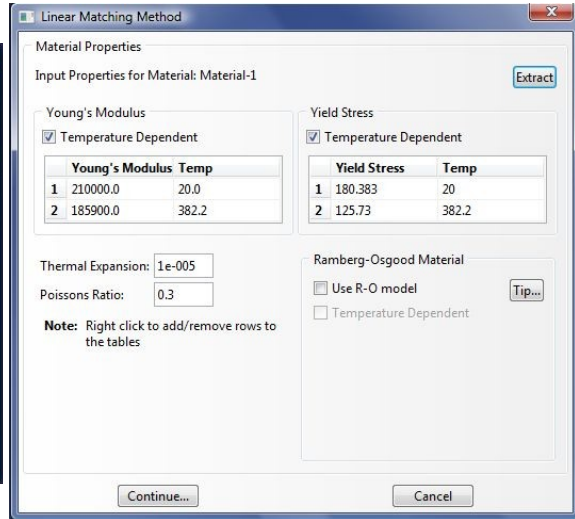 Linear Matching Method
Material Properties
Input Properties for Material: Material-1
Extract
Young's Modulus
Temperature Dependent
Young's Modulus Temp
1 210000.0 20.0
2 185900.0 382.2
Yield Stress
Temperature Dependent
Yield Stress Temp
1 180.383 20
2 125.73 382.2
Thermal Expansion: 1e-005
Poissons Ratio: 0.3
Note: Right click to add/remove rows to
the tables
Ramberg-Osgood Material
Use R-O model
Tip...
Temperature Dependent
Continue...
Cancel